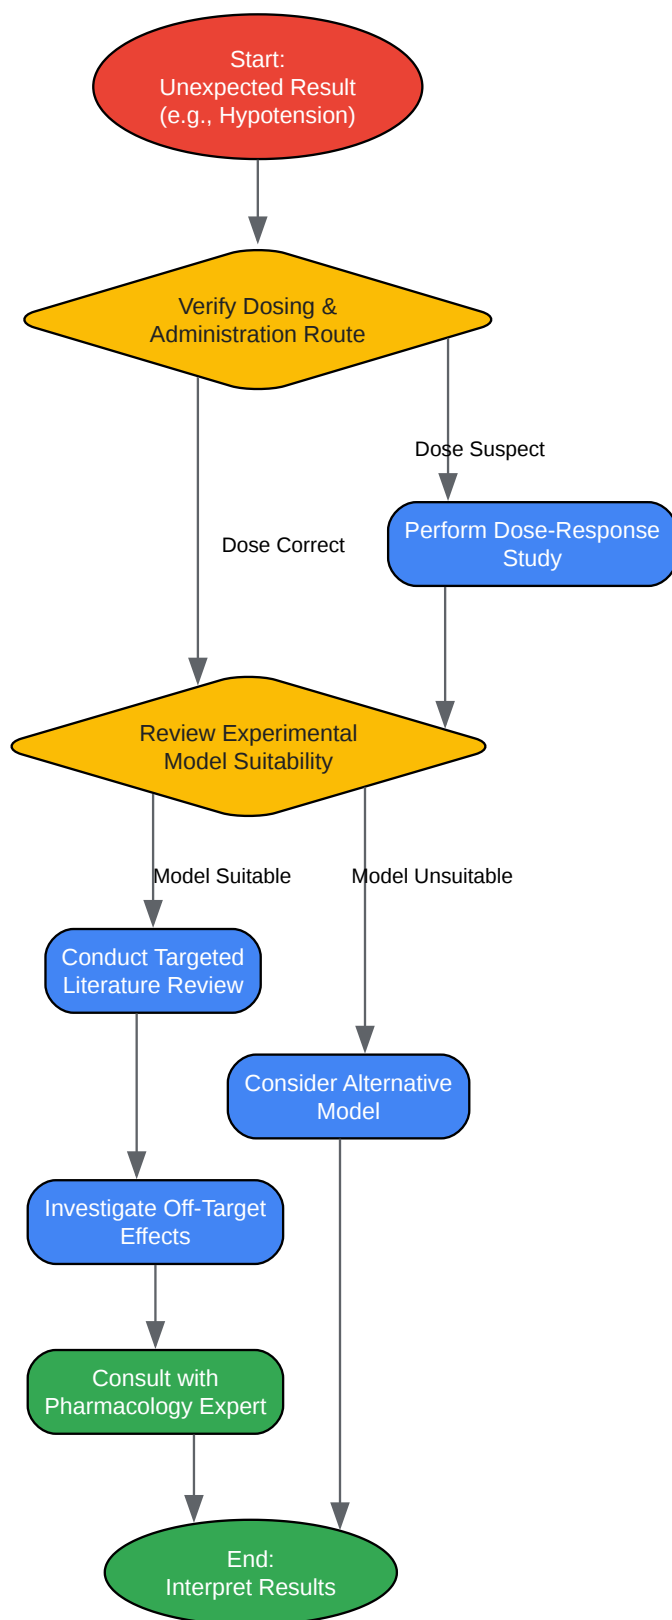 Start:
Unexpected Result
(e.g., Hypotension)
Verify Dosing &
Administration Route
Dose Suspect
Dose Correct
Perform Dose-Response
Study
Review Experimental
Model Suitability
Model Suitable
Model Unsuitable
Conduct Targeted
Literature Review
Consider Alternative
Model
Investigate Off-Target
Effects
Consult with
Pharmacology Expert
End:
Interpret Results